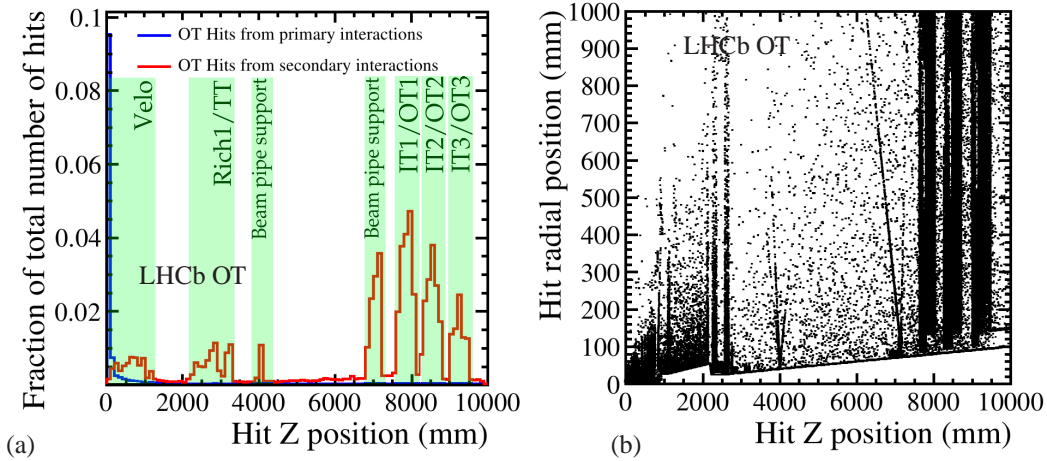 0.1
0.08
0.06
0.04
0.02
0
0 2000 4000 6000 8000 10000
Fraction of total number of hits
Hit Z position (mm)
OT Hits from primary interactions
OT Hits from secondary interactions
Velo
Rich1/TT
Beam pipe support
Beam pipe support
IT1/OT1
IT2/OT2
IT3/OT3
LHCb OT
(a)
1000
900
800
700
600
500
400
300
200
100
0
0 2000 4000 6000 8000 10000
Hit radial position (mm)
Hit Z position (mm)
LHCb OT
(b)